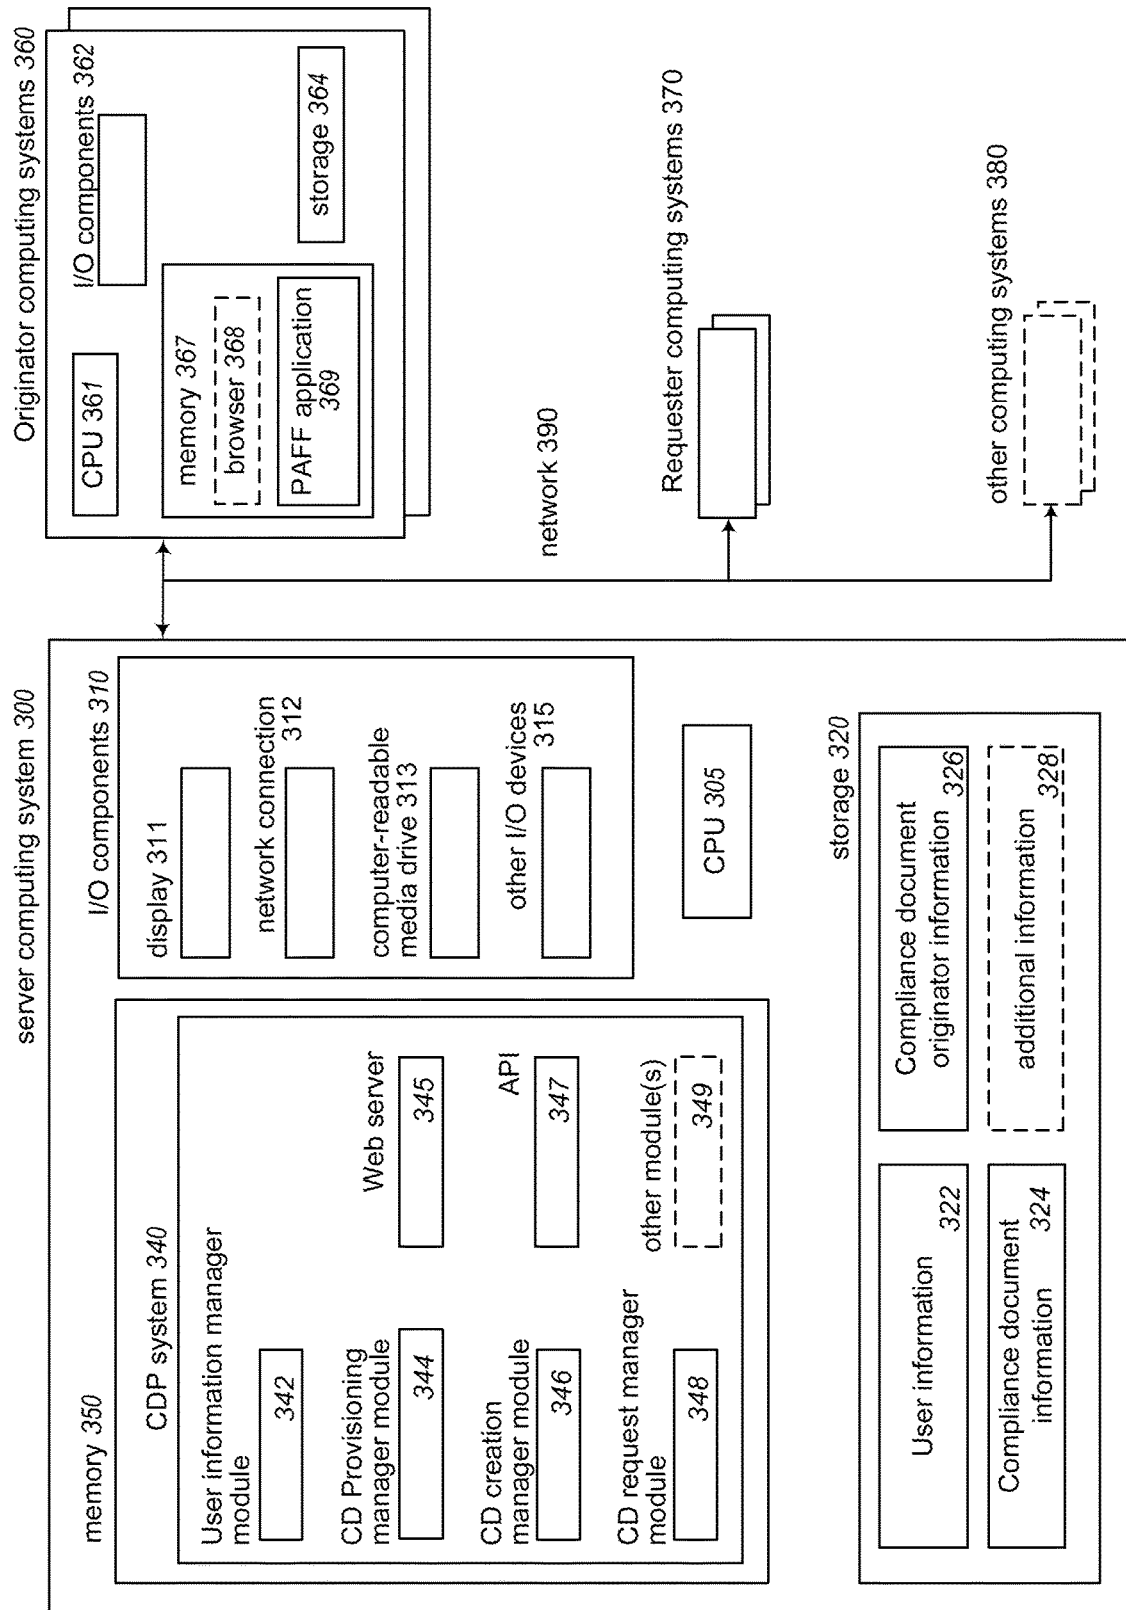 server computing system 300
memory 350
CDP system 340
User information manager
module
342
CD Provisioning
manager module
344
CD creation
manager module
346
CD request manager
module
348
Web server
345
API
347
other module(s)
349
I/O components 310
display 311
network connection
312
computer-readable
media drive 313
other I/O devices
315
CPU 305
storage 320
User information
322
Compliance document
information
324
Compliance document
originator information
326
additional information
328
Originator computing systems 360
CPU 361
I/O components 362
memory 367
browser 368
PAFF application
369
storage 364
network 390
Requester computing systems 370
other computing systems 380